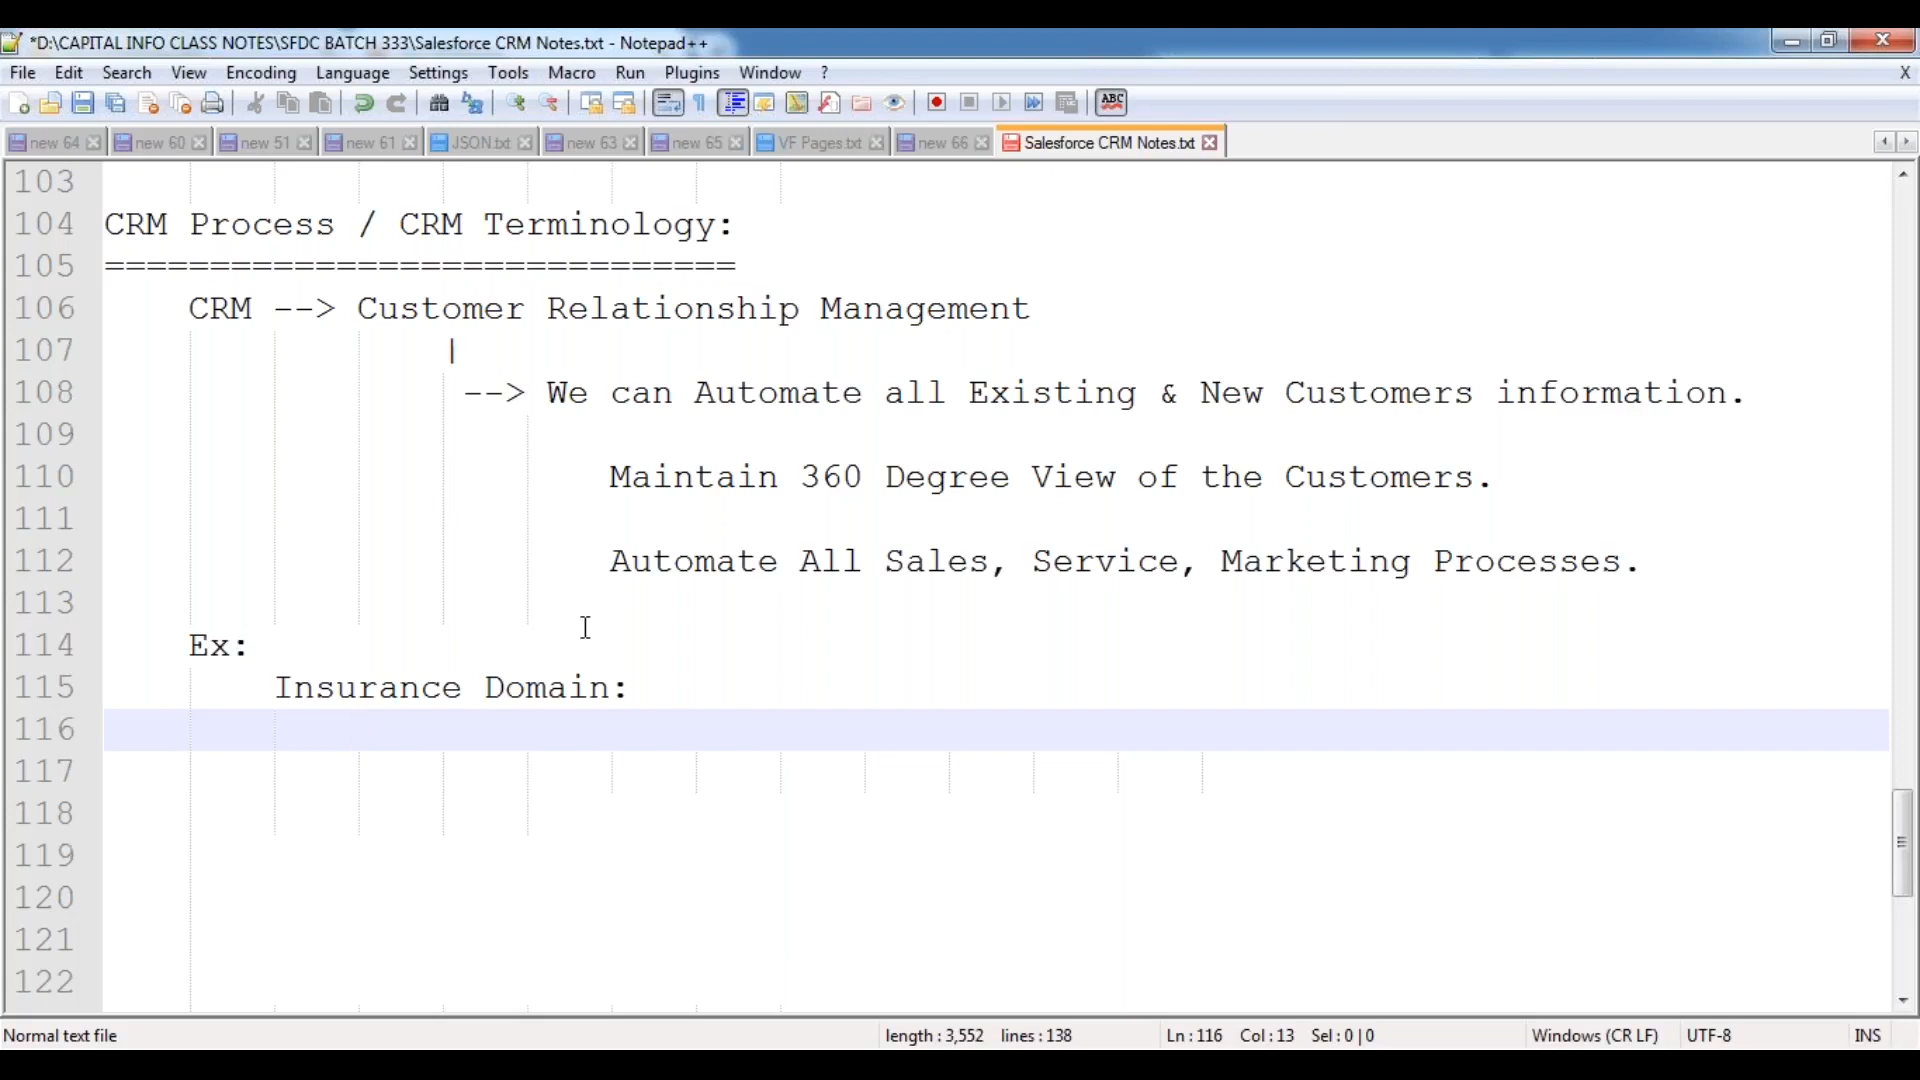 *D:\CAPITAL INFO CLASS NOTES\SFDC BATCH 333\Salesforce CRM Notes.txt - Notepad++
File Edit Search View Encoding Language Settings Tools Macro Run Plugins Window ? X
new 64 new 60 new 51 new 61 JSON.txt new 63 new 65 VF Pages.txt new 66 Salesforce CRM Notes.txt
103
104 CRM Process / CRM Terminology:
105 ===============================
106 CRM --> Customer Relationship Management
107 |
108 --> We can Automate all Existing & New Customers information.
109
110 Maintain 360 Degree View of the Customers.
111
112 Automate All Sales, Service, Marketing Processes.
113
114 Ex:
115 Insurance Domain:
116
117
118
119
120
121
122
Normal text file length : 3,552 lines : 138 Ln : 116 Col : 13 Sel : 0 | 0 Windows (CR LF) UTF-8 INS